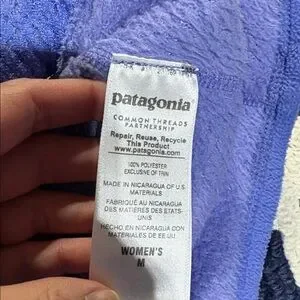 patagonia®
COMMON THREADS
PARTNERSHIP
Repair, Reuse, Recycle
This Product
www.patagonia.com
100% POLYESTER
EXCLUSIVE OF TRIM
MADE IN NICARAGUA OF U.S.
MATERIALS
FABRIQUÉ AU NICARAGUA
DES MATIÈRES DES ETATS-
UNIS
HECHO EN NICARAGUA CON
MATERIALES DE EE.UU.
WOMEN'S
M